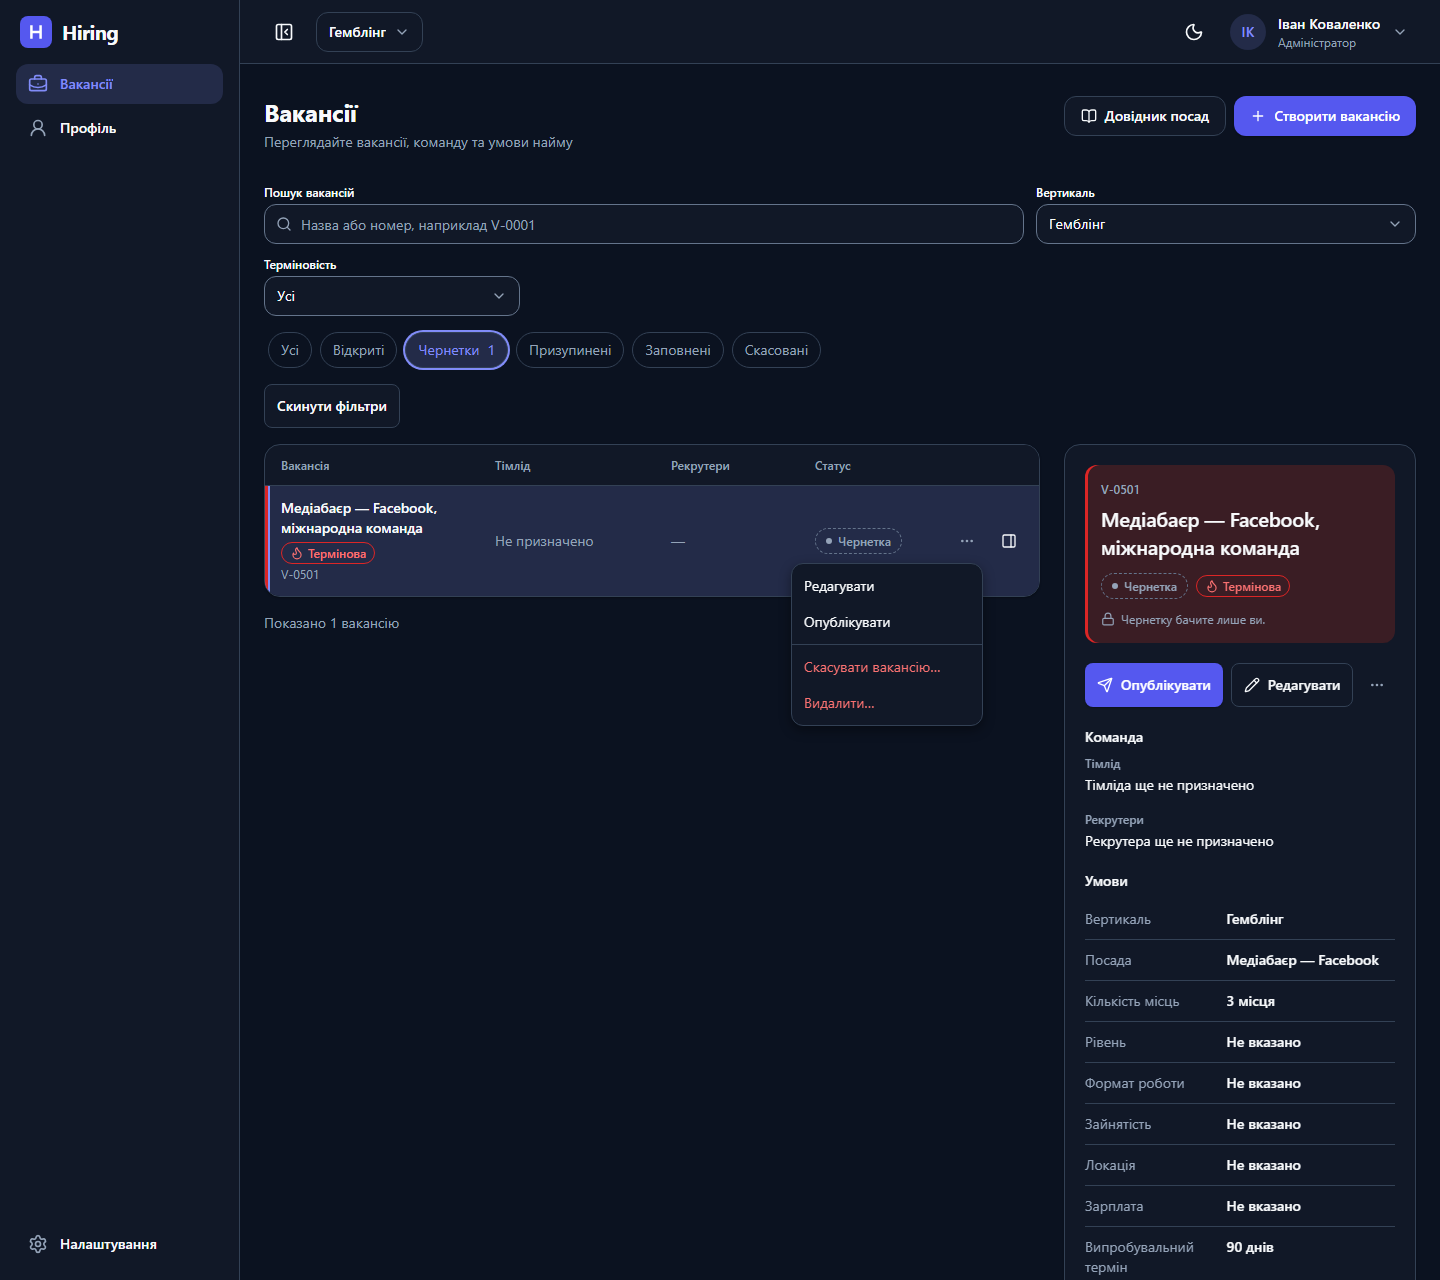 H Hiring
Гемблінг
ІК
Іван Коваленко
Адміністратор
Вакансії
Профіль
Налаштування
Вакансії
Переглядайте вакансії, команду та умови найму
Довідник посад
Створити вакансію
Пошук вакансій
Назва або номер, наприклад V-0001
Вертикаль
Гемблінг
Терміновість
Усі
Усі
Відкриті
Чернетки 1
Призупинені
Заповнені
Скасовані
Скинути фільтри
Вакансія
Тімлід
Рекрутери
Статус
Медіабаєр — Facebook,
міжнародна команда
Термінова
V-0501
Не призначено
—
Чернетка
Редагувати
Опублікувати
Скасувати вакансію...
Видалити...
Показано 1 вакансію
V-0501
Медіабаєр — Facebook,
міжнародна команда
Чернетка
Термінова
Чернетку бачите лише ви.
Опублікувати
Редагувати
Команда
Тімлід
Тімліда ще не призначено
Рекрутери
Рекрутера ще не призначено
Умови
Вертикаль Гемблінг
Посада Медіабаєр — Facebook
Кількість місць 3 місця
Рівень Не вказано
Формат роботи Не вказано
Зайнятість Не вказано
Локація Не вказано
Зарплата Не вказано
Випробувальний 90 днів
термін